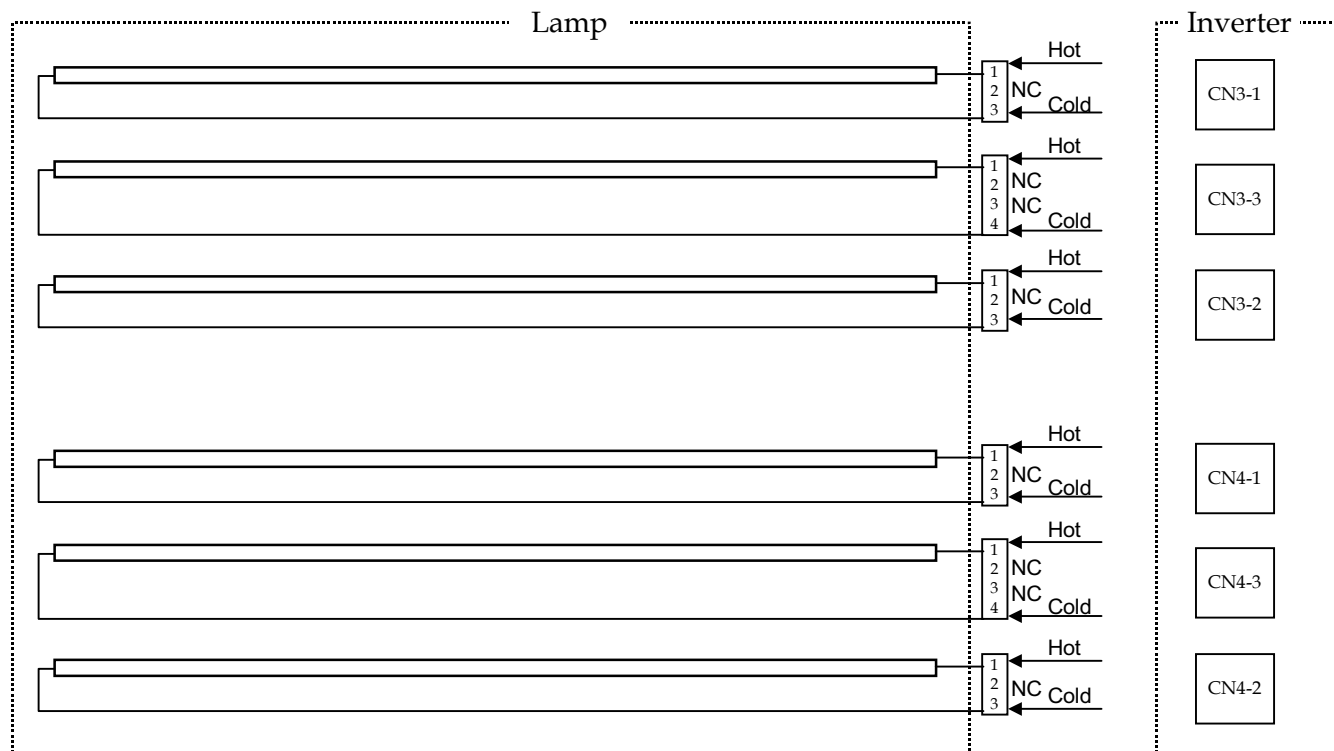 Lamp
Inverter
1 Hot
2 NC
3 Cold
CN3-1
1 Hot
2 NC
3 NC
4 Cold
CN3-3
1 Hot
2 NC
3 Cold
CN3-2
1 Hot
2 NC
3 Cold
CN4-1
1 Hot
2 NC
3 NC
4 Cold
CN4-3
1 Hot
2 NC
3 Cold
CN4-2